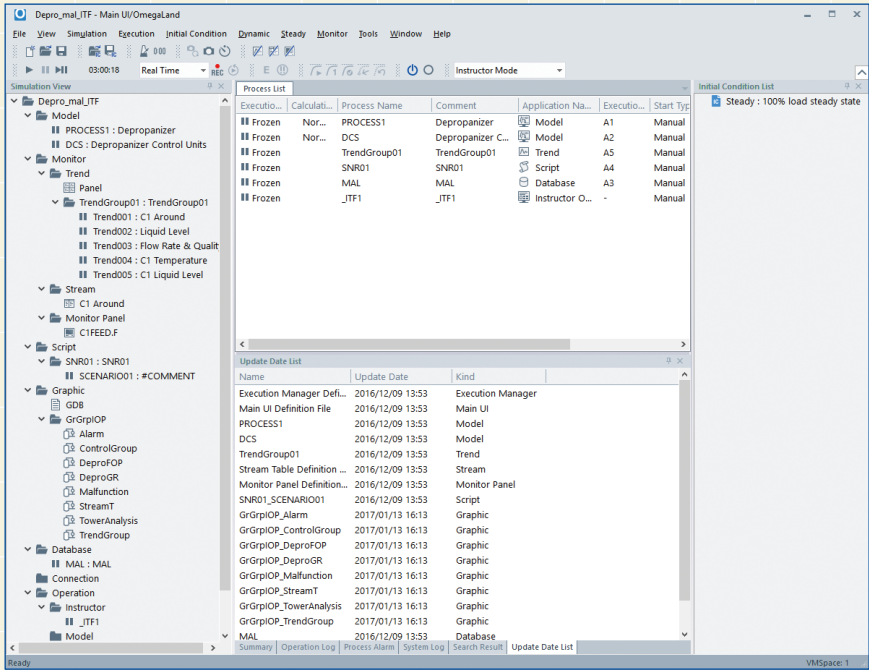 Depro_mal_ITF - Main UI/OmegaLand
File View Simulation Execution Initial Condition Dynamic Steady Monitor Tools Window Help
03:00:18 Real Time REC Instructor Mode
Simulation View
Depro_mal_ITF
Model
PROCESS1 : Depropanizer
DCS : Depropanizer Control Units
Monitor
Trend
Panel
TrendGroup01 : TrendGroup01
Trend001 : C1 Around
Trend002 : Liquid Level
Trend003 : Flow Rate & Qualit
Trend004 : C1 Temperature
Trend005 : C1 Liquid Level
Stream
C1 Around
Monitor Panel
C1FEED.F
Script
SNR01 : SNR01
SCENARIO01 : #COMMENT
Graphic
GDB
GrGrpIOP
Alarm
ControlGroup
DeproFOP
DeproGR
Malfunction
StreamT
TowerAnalysis
TrendGroup
Database
MAL : MAL
Connection
Operation
Instructor
_ITF1
Model
Process List
Executio... Calculati... Process Name Comment Application Na... Executio... Start Typ
Frozen Nor... PROCESS1 Depropanizer Model A1 Manual
Frozen Nor... DCS Depropanizer C... Model A2 Manual
Frozen TrendGroup01 TrendGroup01 Trend A5 Manual
Frozen SNR01 SNR01 Script A4 Manual
Frozen MAL MAL Database A3 Manual
Frozen _ITF1 _ITF1 Instructor O... - Manual
Update Date List
Name Update Date Kind
Execution Manager Defi... 2016/12/09 13:53 Execution Manager
Main UI Definition File 2016/12/09 13:53 Main UI
PROCESS1 2016/12/09 13:53 Model
DCS 2016/12/09 13:53 Model
TrendGroup01 2016/12/09 13:53 Trend
Stream Table Definition ... 2016/12/09 13:53 Stream
Monitor Panel Definition... 2016/12/09 13:53 Monitor Panel
SNR01_SCENARIO01 2016/12/09 13:53 Script
GrGrpIOP_Alarm 2017/01/13 16:13 Graphic
GrGrpIOP_ControlGroup 2017/01/13 16:13 Graphic
GrGrpIOP_DeproFOP 2017/01/13 16:13 Graphic
GrGrpIOP_DeproGR 2017/01/13 16:13 Graphic
GrGrpIOP_Malfunction 2017/01/13 16:13 Graphic
GrGrpIOP_StreamT 2017/01/13 16:13 Graphic
GrGrpIOP_TowerAnalysis 2017/01/13 16:13 Graphic
GrGrpIOP_TrendGroup 2017/01/13 16:13 Graphic
MAL 2016/12/09 13:53 Database
Summary Operation Log Process Alarm System Log Search Result Update Date List
Initial Condition List
Steady : 100% load steady state
Ready
VMSpace: 1